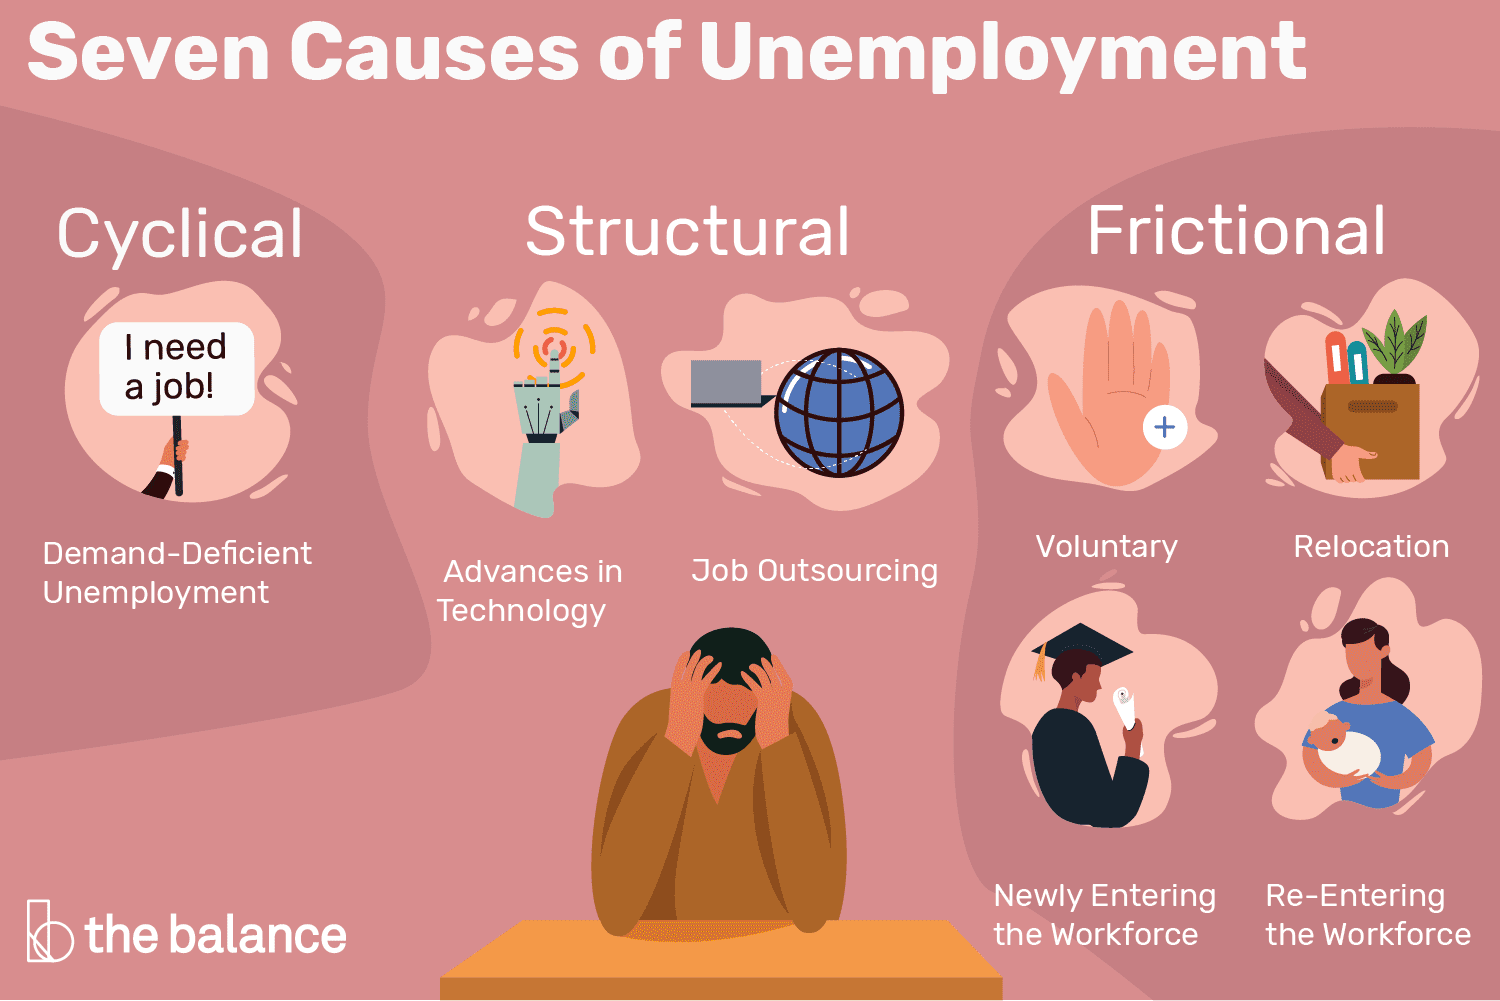 Seven Causes of Unemployment
Cyclical
I need
a job!
Demand-Deficient
Unemployment
Structural
Advances in
Technology
Job Outsourcing
Frictional
Voluntary
Relocation
Newly Entering
the Workforce
Re-Entering
the Workforce
the balance